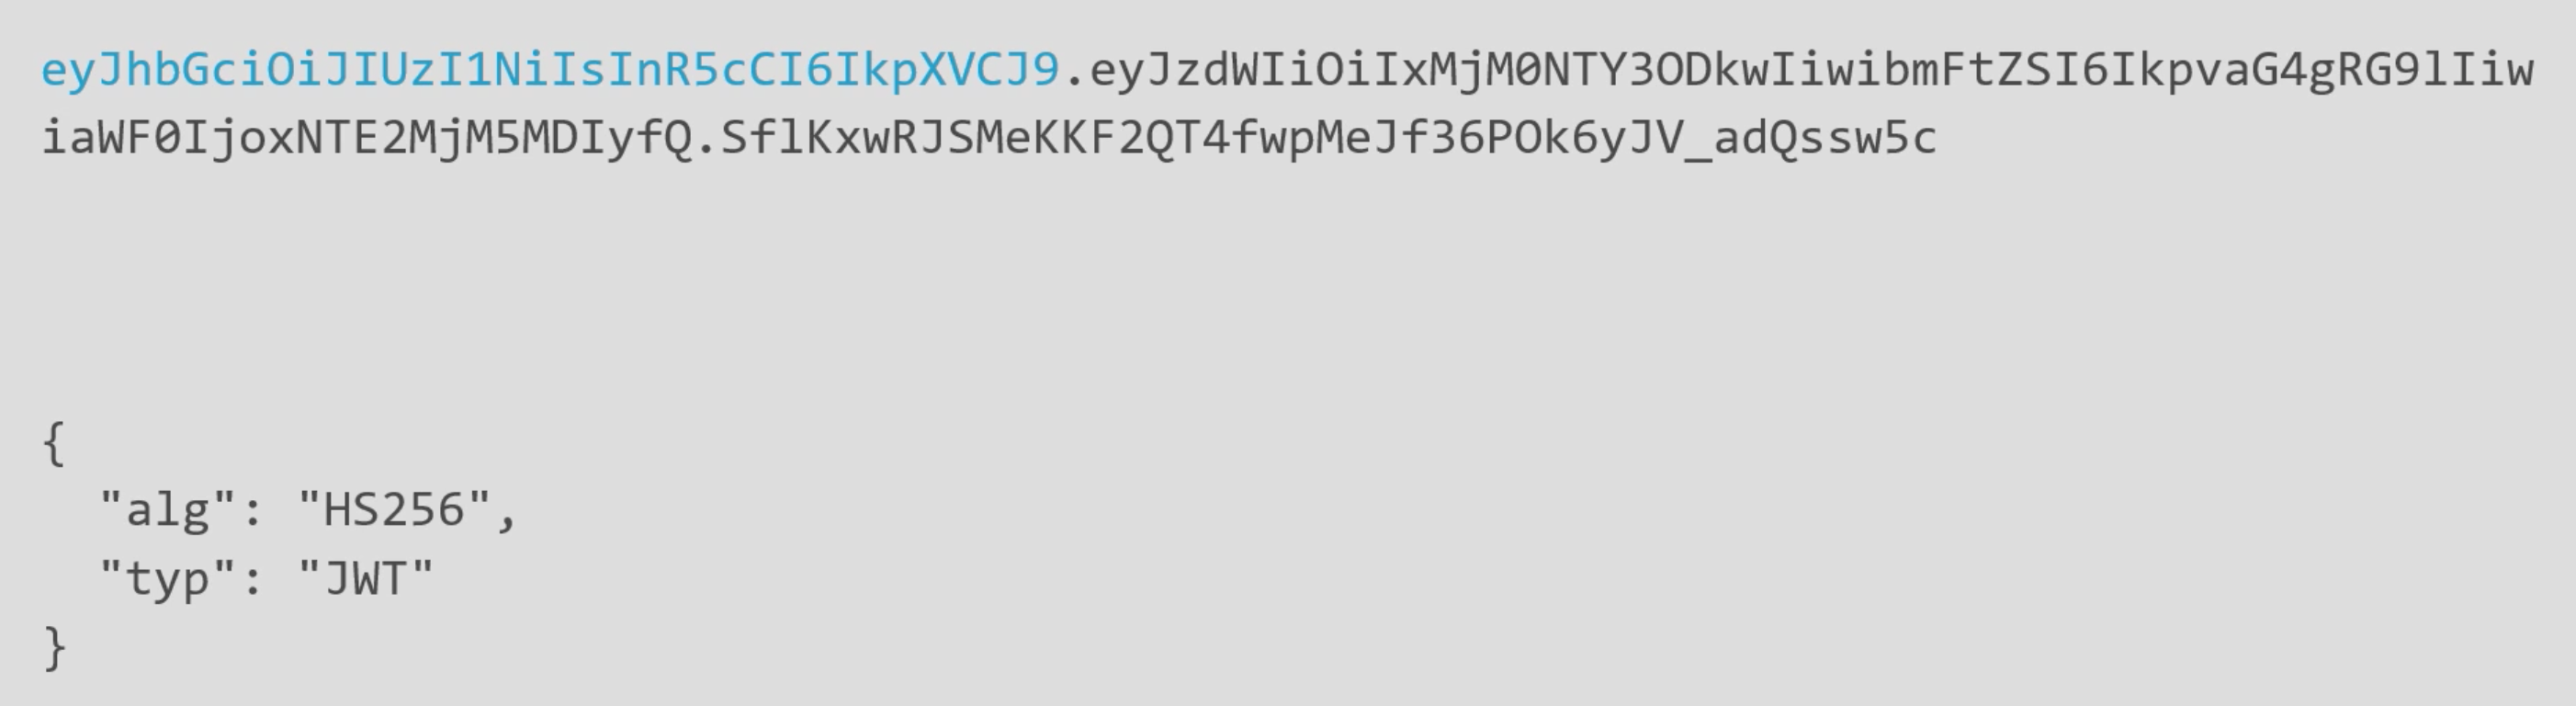 eyJhbGciOiJIUzI1NiIsInR5cCI6IkpXVCJ9.eyJzdWIiOiIxMjM0NTY3ODkwIiwibmFtZSI6IkpvaG4gRG9lIiw
iaWF0IjoxNTE2MjM5MDIyfQ.SflKxwRJSMeKKF2QT4fwpMeJf36POk6yJV_adQssw5c
{
  "alg": "HS256",
  "typ": "JWT"
}